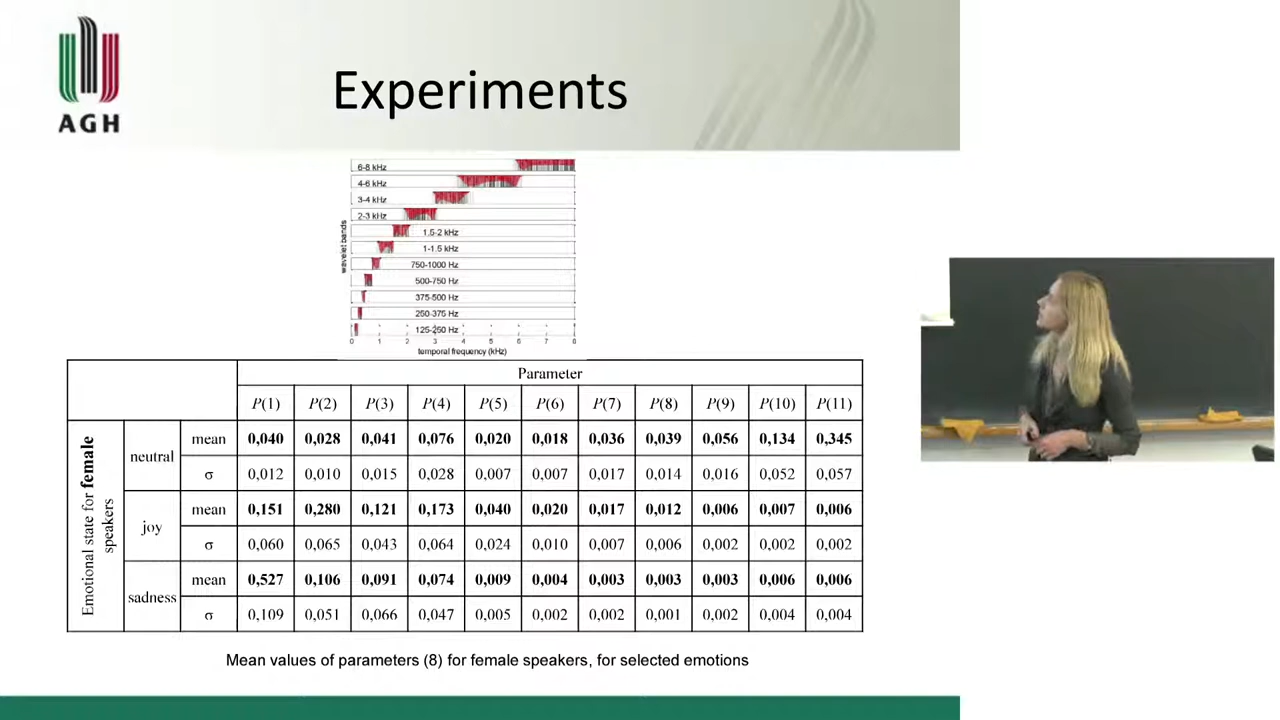 AGH
Experiments
6-8 kHz
4-6 kHz
3-4 kHz
2-3 kHz
1.5-2 kHz
1-1.5 kHz
750-1000 Hz
500-750 Hz
375-500 Hz
250-375 Hz
125-250 Hz
wavelet bands
0 1 2 3 4 5 6 7 8
temporal frequency (kHz)
Parameter
P(1) P(2) P(3) P(4) P(5) P(6) P(7) P(8) P(9) P(10) P(11)
Emotional state for female
speakers
neutral
mean 0,040 0,028 0,041 0,076 0,020 0,018 0,036 0,039 0,056 0,134 0,345
σ 0,012 0,010 0,015 0,028 0,007 0,007 0,017 0,014 0,016 0,052 0,057
joy
mean 0,151 0,280 0,121 0,173 0,040 0,020 0,017 0,012 0,006 0,007 0,006
σ 0,060 0,065 0,043 0,064 0,024 0,010 0,007 0,006 0,002 0,002 0,002
sadness
mean 0,527 0,106 0,091 0,074 0,009 0,004 0,003 0,003 0,003 0,006 0,006
σ 0,109 0,051 0,066 0,047 0,005 0,002 0,002 0,001 0,002 0,004 0,004
Mean values of parameters (8) for female speakers, for selected emotions